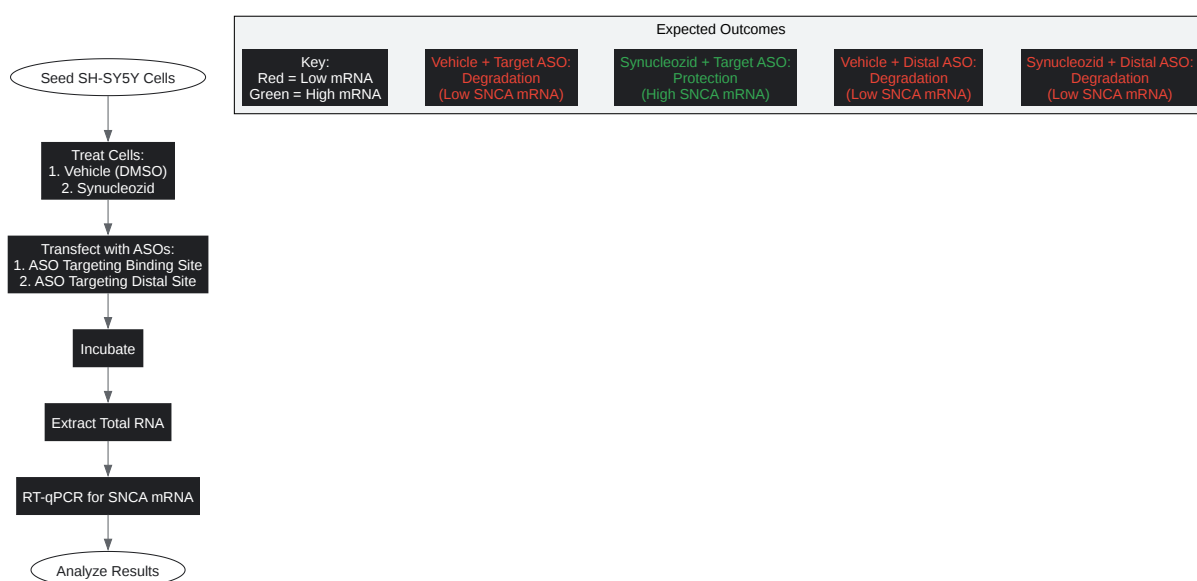 Expected Outcomes
Key:
Red = Low mRNA
Green = High mRNA
Vehicle + Target ASO:
Degradation
(Low SNCA mRNA)
Synucleozid + Target ASO:
Protection
(High SNCA mRNA)
Vehicle + Distal ASO:
Degradation
(Low SNCA mRNA)
Synucleozid + Distal ASO:
Degradation
(Low SNCA mRNA)
Seed SH-SY5Y Cells
Treat Cells:
1. Vehicle (DMSO)
2. Synucleozid
Transfect with ASOs:
1. ASO Targeting Binding Site
2. ASO Targeting Distal Site
Incubate
Extract Total RNA
RT-qPCR for SNCA mRNA
Analyze Results